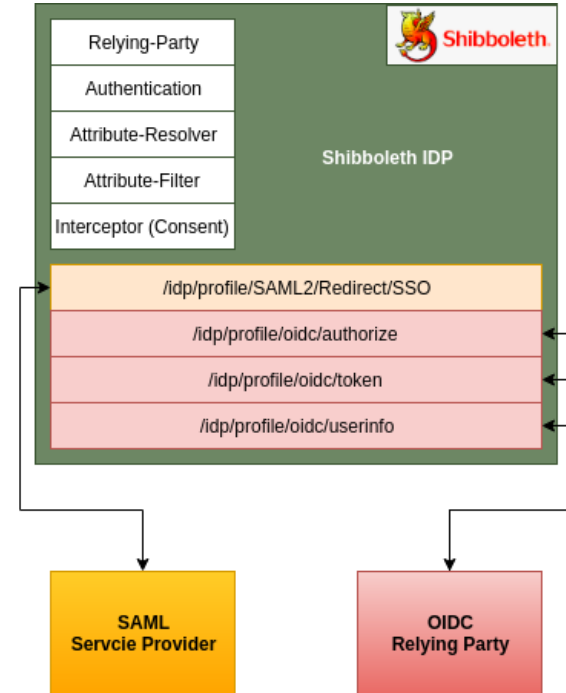 Relying-Party
Shibboleth.
Authentication
Attribute-Resolver
Shibboleth IDP
Attribute-Filter
Interceptor (Consent)
/idp/profile/SAML2/Redirect/SSO
/idp/profile/oidc/authorize
/idp/profile/oidc/token
/idp/profile/oidc/userinfo
SAML
Servcie Provider
OIDC
Relying Party